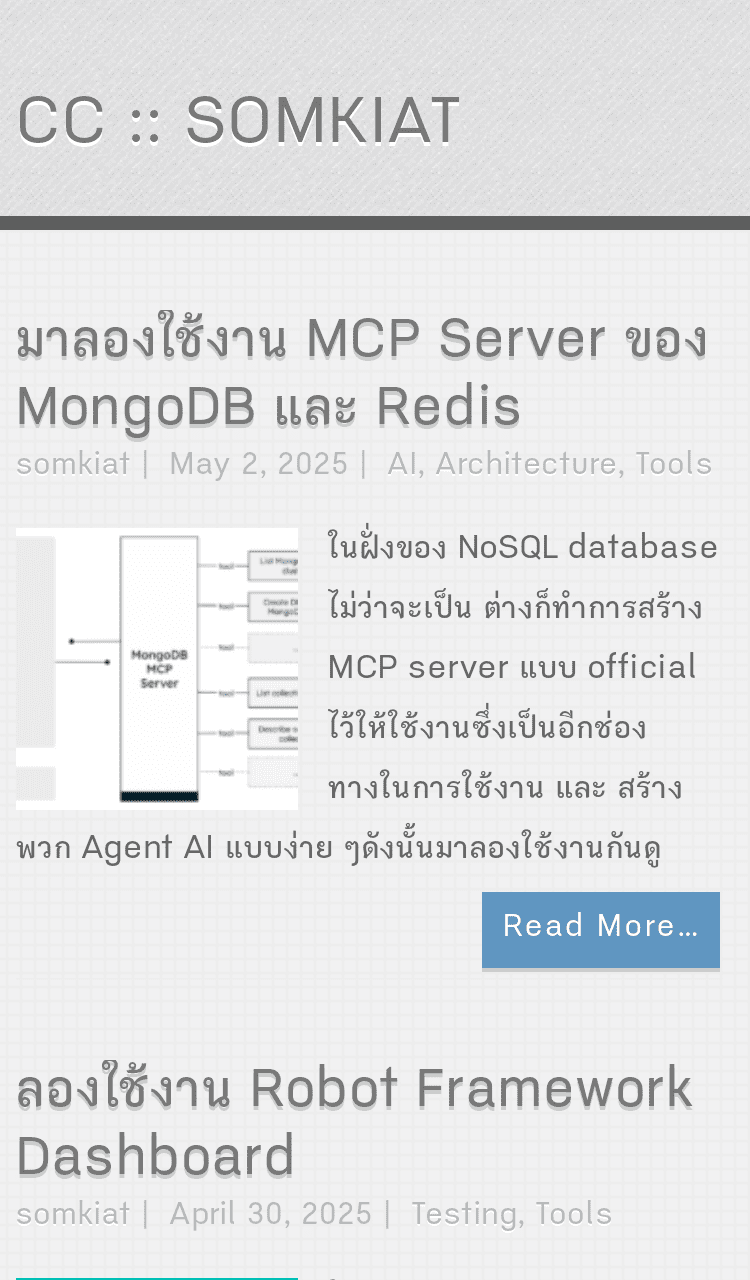 CC :: SOMKIAT
มาลองใช้งาน MCP Server ของ
MongoDB และ Redis
somkiat | May 2, 2025 | AI, Architecture, Tools
MongoDB
MCP
Server
tool
List
tool
tool
tool
List
tool
tool
ในฝั่งของ NoSQL database
ไม่ว่าจะเป็น ต่างก็ทำการสร้าง
MCP server แบบ official
ไว้ให้ใช้งานซึ่งเป็นอีกช่อง
ทางในการใช้งาน และ สร้าง
พวก Agent AI แบบง่าย ๆดังนั้นมาลองใช้งานกันดู
Read More...
ลองใช้งาน Robot Framework
Dashboard
somkiat | April 30, 2025 | Testing, Tools